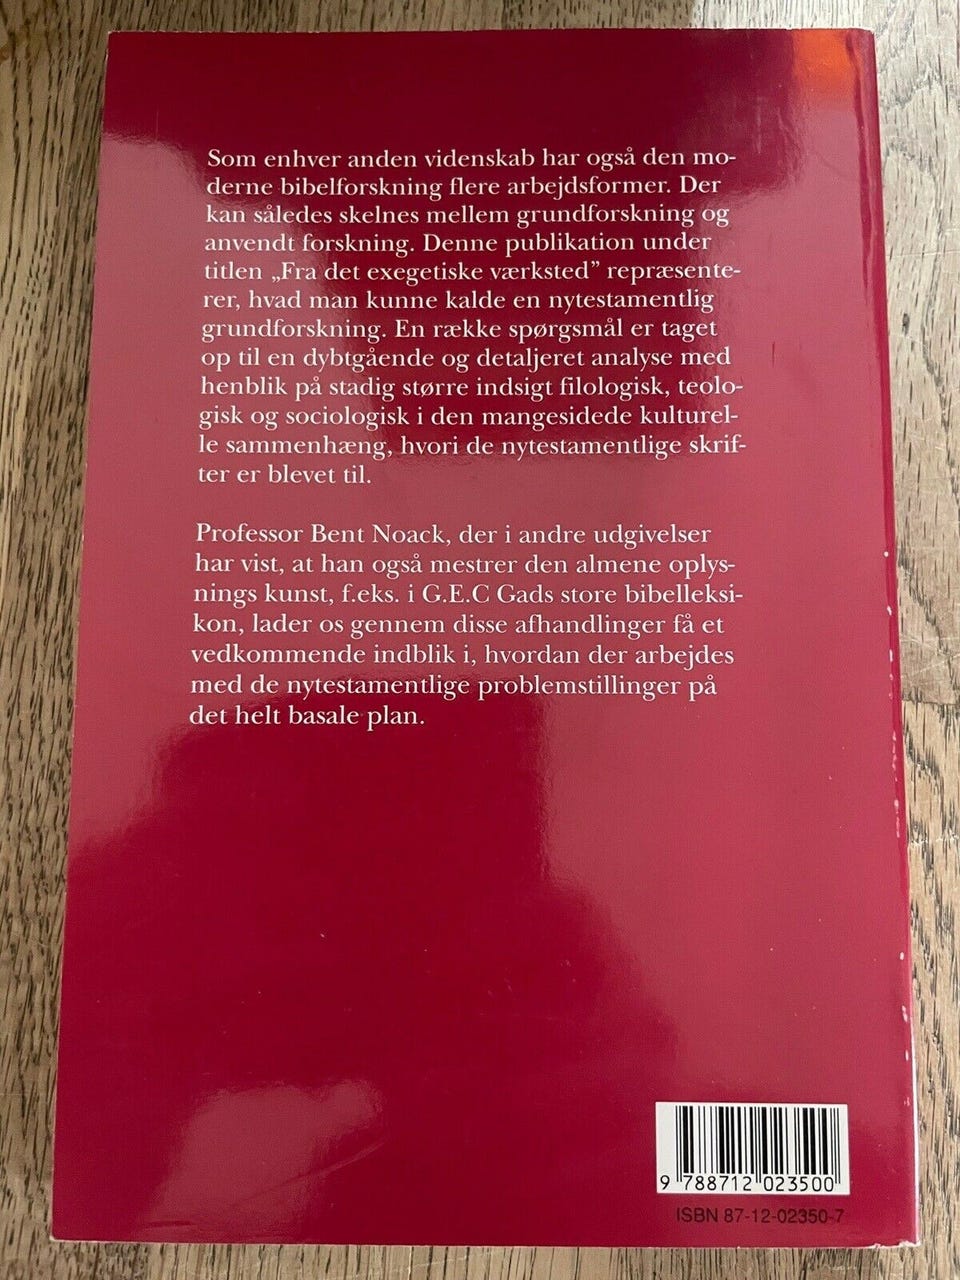 Som enhver anden videnskab har også den mo-
derne bibelforskning flere arbejdsformer. Der
kan således skelnes mellem grundforskning og
anvendt forskning. Denne publikation under
titlen „Fra det exegetiske værksted” repræsente-
rer, hvad man kunne kalde en nytestamentlig
grundforskning. En række spørgsmål er taget
op til en dybtgående og detaljeret analyse med
henblik på stadig større indsigt filologisk, teolo-
gisk og sociologisk i den mangesidede kulturel-
le sammenhæng, hvori de nytestamentlige skrif-
ter er blevet til.
Professor Bent Noack, der i andre udgivelser
har vist, at han også mestrer den almene oplys-
nings kunst, f.eks. i G.E.C Gads store bibelleksi-
kon, lader os gennem disse afhandlinger få et
vedkommende indblik i, hvordan der arbejdes
med de nytestamentlige problemstillinger på
det helt basale plan.
9 788712 023500
ISBN 87-12-02350-7